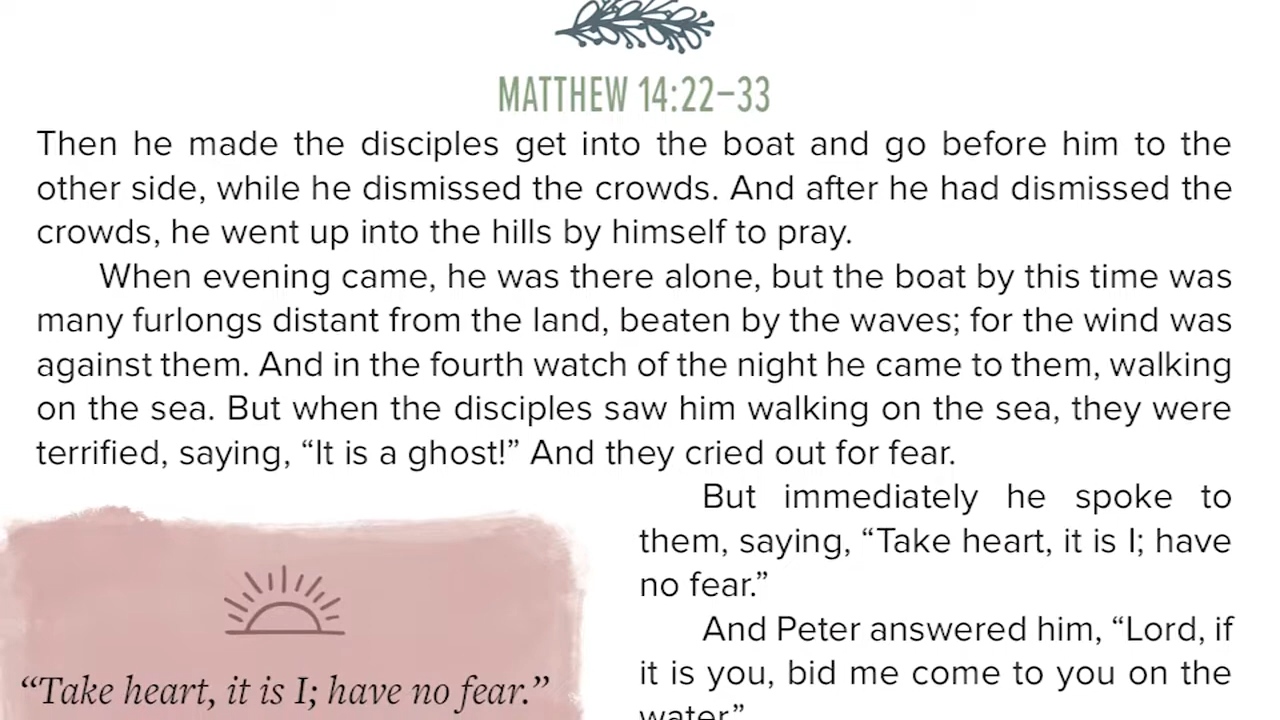 MATTHEW 14:22–33
Then he made the disciples get into the boat and go before him to the
other side, while he dismissed the crowds. And after he had dismissed the
crowds, he went up into the hills by himself to pray.
When evening came, he was there alone, but the boat by this time was
many furlongs distant from the land, beaten by the waves; for the wind was
against them. And in the fourth watch of the night he came to them, walking
on the sea. But when the disciples saw him walking on the sea, they were
terrified, saying, “It is a ghost!” And they cried out for fear.
But immediately he spoke to
them, saying, “Take heart, it is I; have
no fear.”
And Peter answered him, “Lord, if
it is you, bid me come to you on the
water.”
“Take heart, it is I; have no fear.”